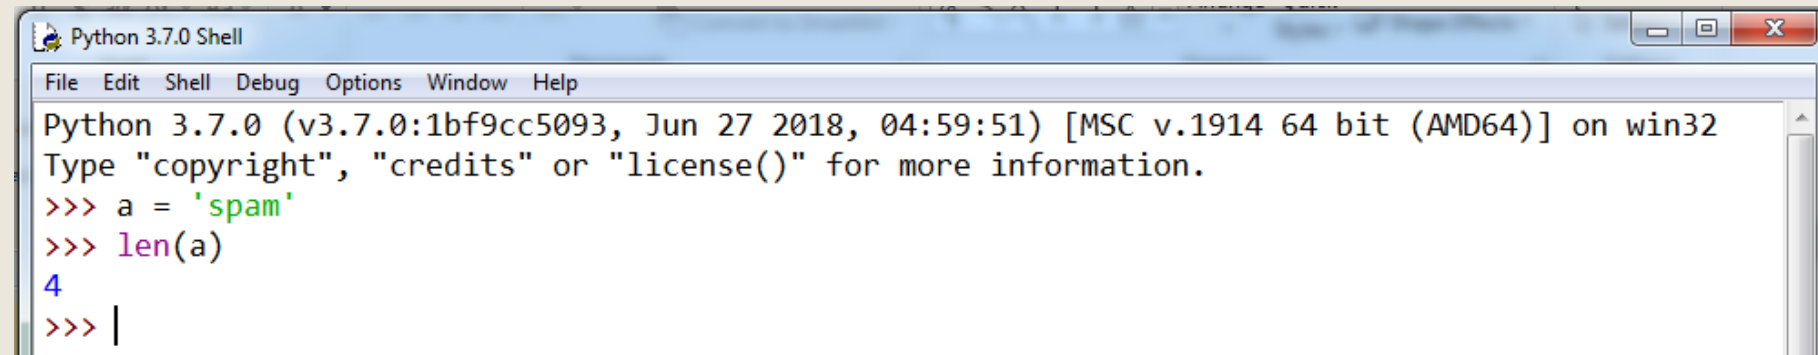 Python 3.7.0 Shell
File Edit Shell Debug Options Window Help
Python 3.7.0 (v3.7.0:1bf9cc5093, Jun 27 2018, 04:59:51) [MSC v.1914 64 bit (AMD64)] on win32
Type "copyright", "credits" or "license()" for more information.
>>> a = 'spam'
>>> len(a)
4
>>>